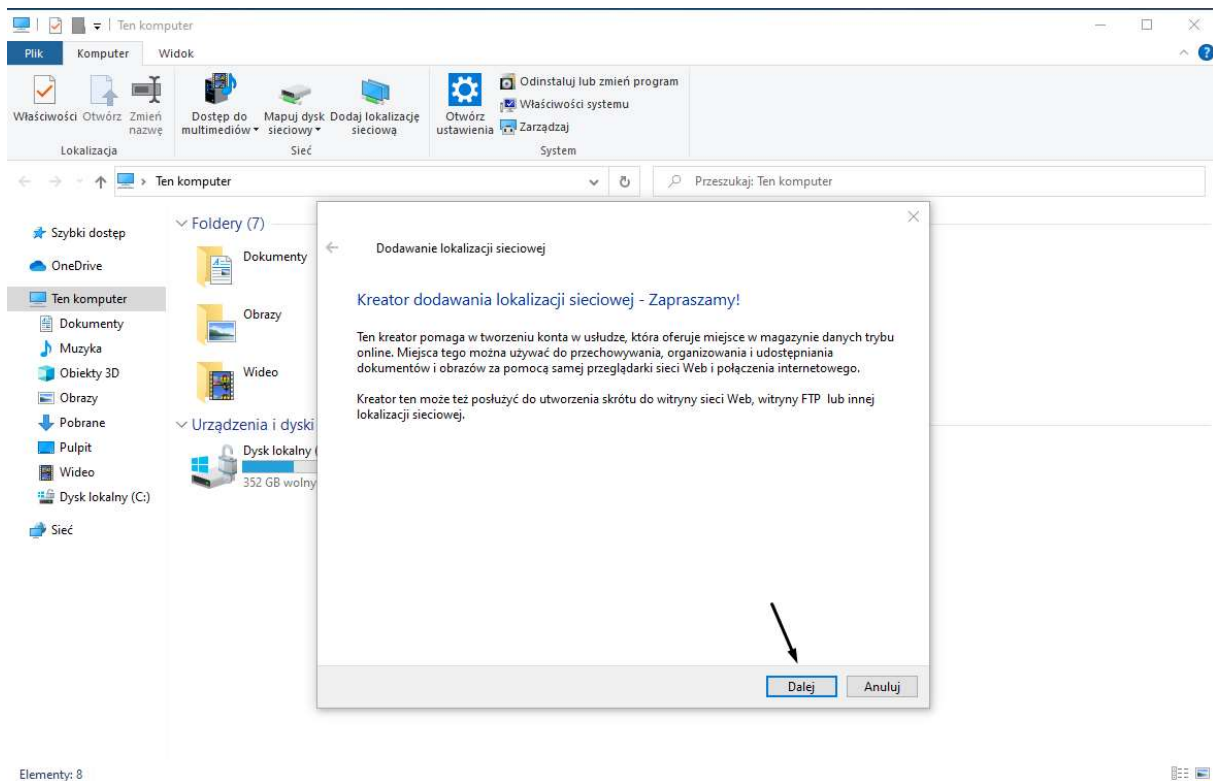 Ten komputer
Plik Komputer Widok
Właściwości Otwórz Zmień nazwę
Lokalizacja
Dostęp do multimediów Mapuj dysk sieciowy Dodaj lokalizację sieciową
Sieć
Otwórz ustawienia
Odinstaluj lub zmień program
Właściwości systemu
Zarządzaj
System
Ten komputer
Przeszukaj: Ten komputer
Szybki dostęp
OneDrive
Ten komputer
Dokumenty
Muzyka
Obiekty 3D
Obrazy
Pobrane
Pulpit
Wideo
Dysk lokalny (C:)
Sieć
Foldery (7)
Dokumenty
Obrazy
Wideo
Urządzenia i dyski
Dysk lokalny (
352 GB wolny
Dodawanie lokalizacji sieciowej
Kreator dodawania lokalizacji sieciowej - Zapraszamy!
Ten kreator pomaga w tworzeniu konta w usłudze, która oferuje miejsce w magazynie danych trybu
online. Miejsca tego można używać do przechowywania, organizowania i udostępniania
dokumentów i obrazów za pomocą samej przeglądarki sieci Web i połączenia internetowego.
Kreator ten może też posłużyć do utworzenia skrótu do witryny sieci Web, witryny FTP lub innej
lokalizacji sieciowej.
Dalej Anuluj
Elementy: 8